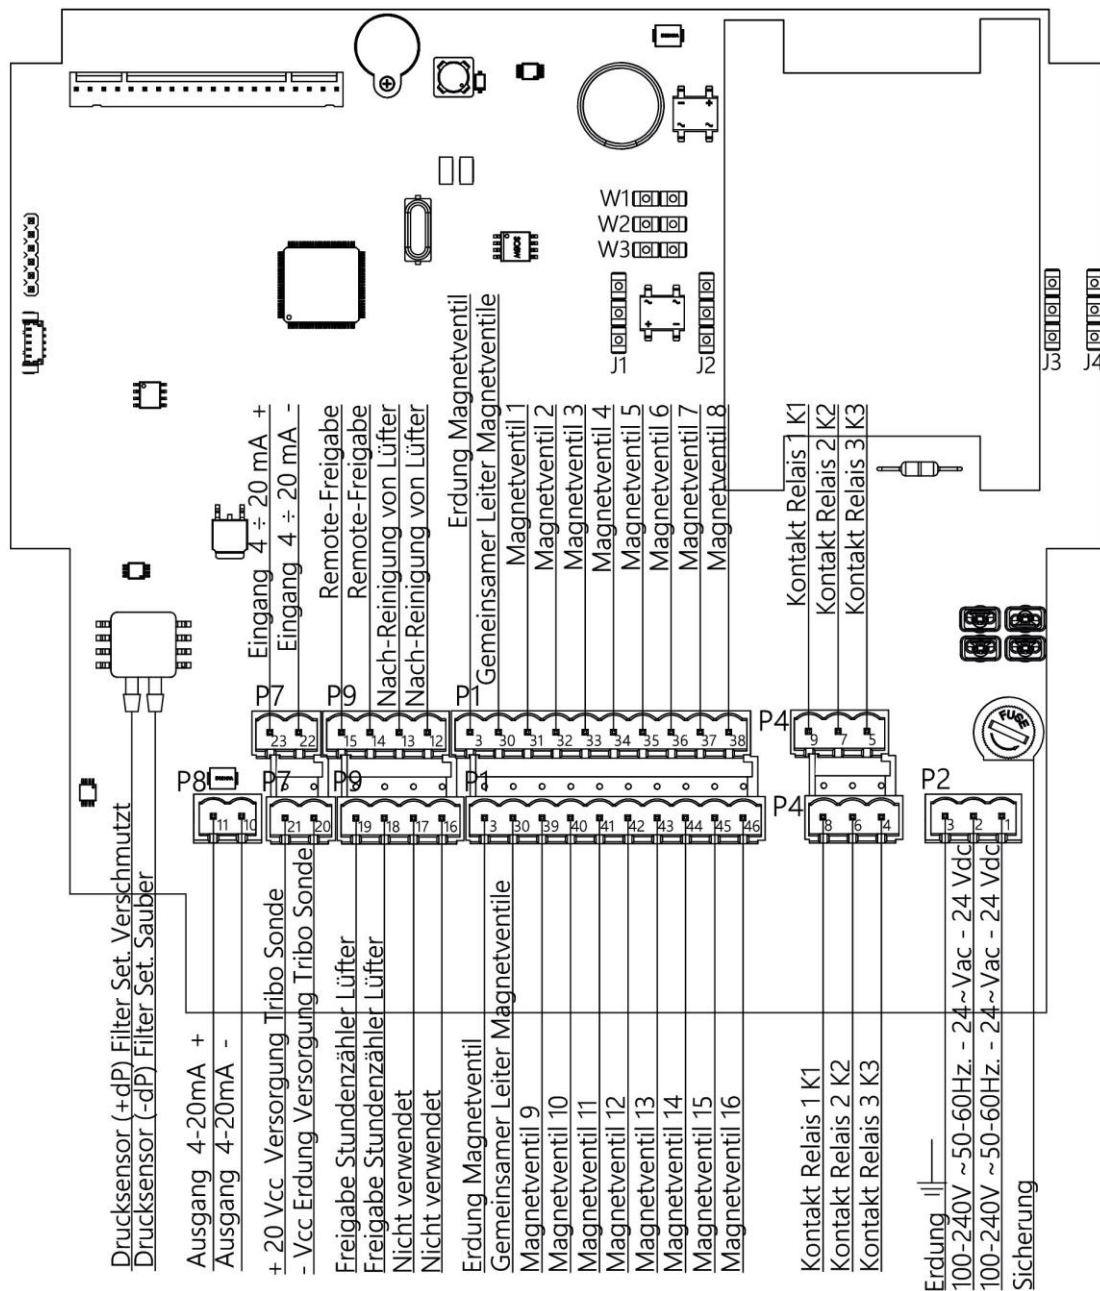 W1
W2
W3
J1
J2
J3
J4
Eingang 4 ÷ 20 mA +
Eingang 4 ÷ 20 mA -
Remote-Freigabe
Remote-Freigabe
Nach-Reinigung von Lüfter
Nach-Reinigung von Lüfter
Erdung Magnetventil
Gemeinsamer Leiter Magnetventile
Magnetventil 1
Magnetventil 2
Magnetventil 3
Magnetventil 4
Magnetventil 5
Magnetventil 6
Magnetventil 7
Magnetventil 8
Kontakt Relais 1 K1
Kontakt Relais 2 K2
Kontakt Relais 3 K3
P7
P9
P1
P4
FUSE
23 22
15 14 13 12
3 30 31 32 33 34 35 36 37 38
9 7 5
P8
P7
P9
P1
P4
P2
11 10
21 20
19 18 17 16
3 30 39 40 41 42 43 44 45 46
8 6 4
3 2 1
Drucksensor (+dP) Filter Set. Verschmutzt
Drucksensor (-dP) Filter Set. Sauber
Ausgang 4-20mA +
Ausgang 4-20mA -
+ 20 Vcc Versorgung Tribo Sonde
- Vcc Erdung Versorgung Tribo Sonde
Freigabe Stundenzähler Lüfter
Freigabe Stundenzähler Lüfter
Nicht verwendet
Nicht verwendet
Erdung Magnetventil
Gemeinsamer Leiter Magnetventile
Magnetventil 9
Magnetventil 10
Magnetventil 11
Magnetventil 12
Magnetventil 13
Magnetventil 14
Magnetventil 15
Magnetventil 16
Kontakt Relais 1 K1
Kontakt Relais 2 K2
Kontakt Relais 3 K3
Erdung
100-240V ~50-60Hz. - 24~Vac - 24 Vdc
100-240V ~50-60Hz. - 24~Vac - 24 Vdc
Sicherung